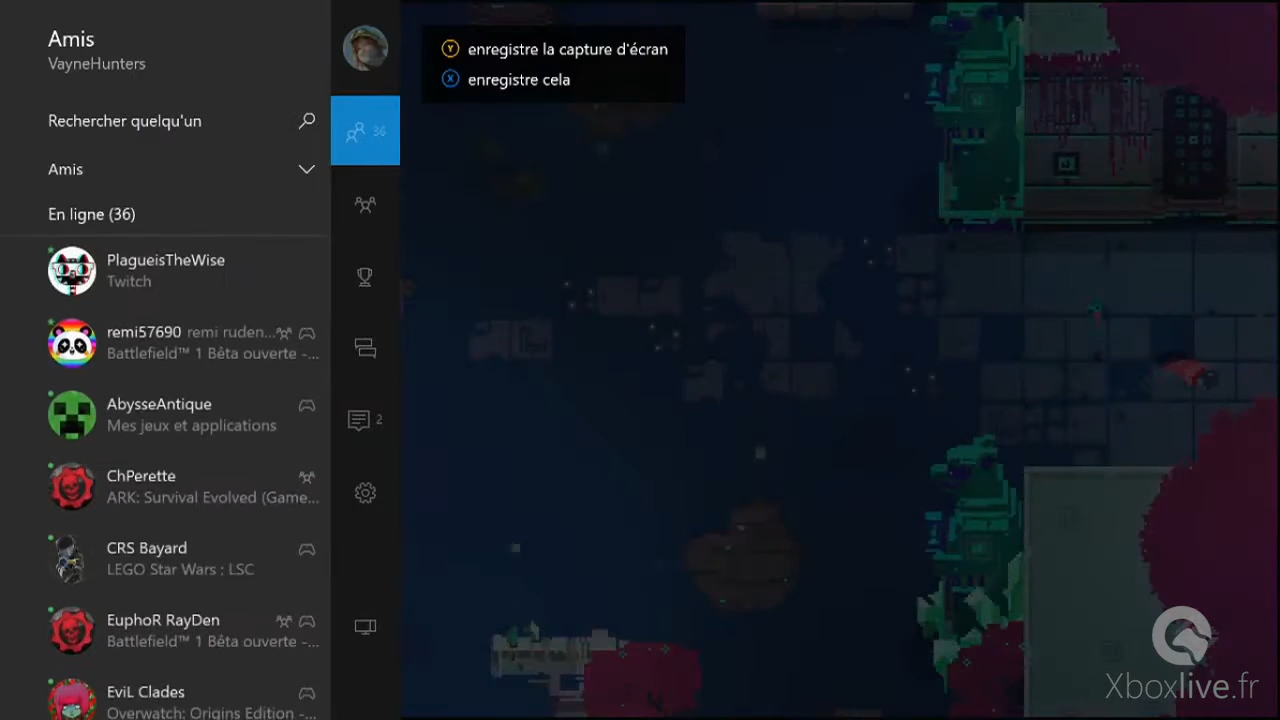 Amis
VayneHunters
Rechercher quelqu'un
Amis
En ligne (36)
PlagueisTheWise
Twitch
remi57690 remi ruden...
Battlefield™ 1 Bêta ouverte -...
AbysseAntique
Mes jeux et applications
ChPerette
ARK: Survival Evolved (Game...
CRS Bayard
LEGO Star Wars : LSC
EuphoR RayDen
Battlefield™ 1 Bêta ouverte -...
EviL Clades
Overwatch: Origins Edition -...
36
2
Y enregistre la capture d'écran
X enregistre cela
Xboxlive.fr